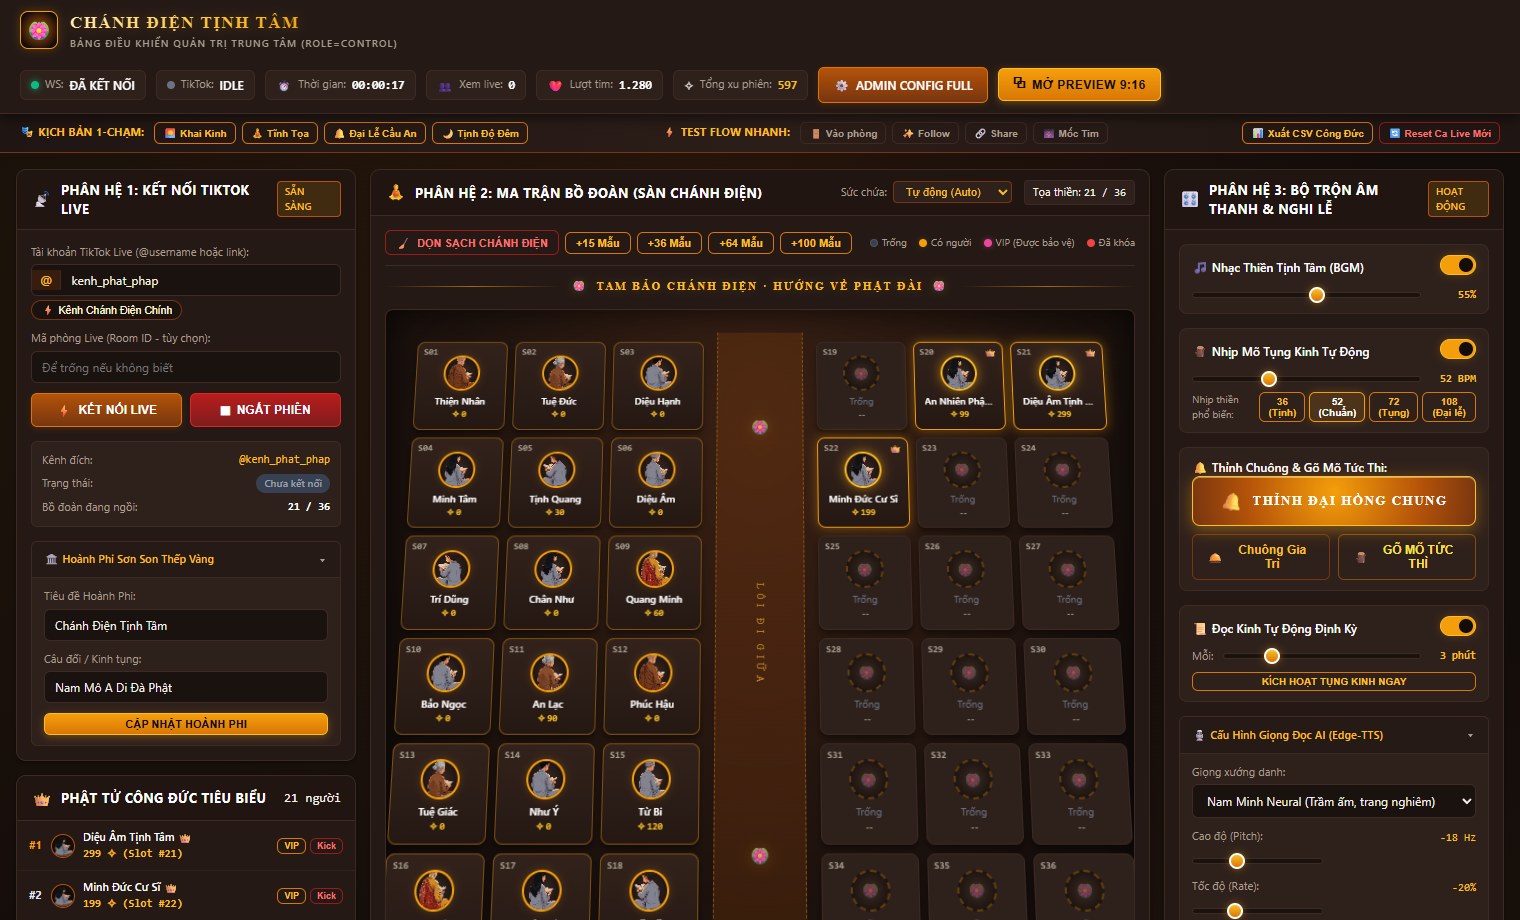 CHÁNH ĐIỆN TỊNH TÂM
BẢNG ĐIỀU KHIỂN QUẢN TRỊ TRUNG TÂM (ROLE=CONTROL)
WS: ĐÃ KẾT NỐI
TikTok: IDLE
Thời gian: 00:00:17
Xem live: 0
Lượt tim: 1.280
Tổng xu phiên: 597
ADMIN CONFIG FULL
MỞ PREVIEW 9:16
KỊCH BẢN 1-CHẠM:
Khai Kinh
Tĩnh Tọa
Đại Lễ Cầu An
Tịnh Độ Đêm
TEST FLOW NHANH:
Vào phòng
Follow
Share
Mốc Tim
Xuất CSV Công Đức
Reset Ca Live Mới
PHÂN HỆ 1: KẾT NỐI TIKTOK
LIVE
SẴN
SÀNG
Tài khoản TikTok Live (@username hoặc link):
@ kenh_phat_phap
Kênh Chánh Điện Chính
Mã phòng Live (Room ID - tùy chọn):
Để trống nếu không biết
KẾT NỐI LIVE
NGẮT PHIÊN
Kênh đích: @kenh_phat_phap
Trạng thái: Chưa kết nối
Bồ đoàn đang ngồi: 21 / 36
Hoành Phi Sơn Son Thếp Vàng
Tiêu đề Hoành Phi:
Chánh Điện Tịnh Tâm
Câu đối / Kinh tụng:
Nam Mô A Di Đà Phật
CẬP NHẬT HOÀNH PHI
PHẬT TỬ CÔNG ĐỨC TIÊU BIỂU 21 người
#1 Diệu Âm Tịnh Tâm
299 ✧ (Slot #21)
VIP Kick
#2 Minh Đức Cư Sĩ
199 ✧ (Slot #22)
VIP Kick
PHÂN HỆ 2: MA TRẬN BỒ ĐOÀN (SÀN CHÁNH ĐIỆN)
Sức chứa: Tự động (Auto)
Tọa thiền: 21 / 36
DỌN SẠCH CHÁNH ĐIỆN
+15 Mẫu
+36 Mẫu
+64 Mẫu
+100 Mẫu
Trống
Có người
VIP (Được bảo vệ)
Đã khóa
TAM BẢO CHÁNH ĐIỆN · HƯỚNG VỀ PHẬT ĐÀI
S01 S02 S03
Thiện Nhân Tuệ Đức Diệu Hạnh
✧ 0 ✧ 0 ✧ 0
S19 S20 S21
Trống An Nhiên Phậ... Diệu Âm Tịnh ...
-- ✧ 99 ✧ 299
S04 S05 S06
Minh Tâm Tịnh Quang Diệu Âm
✧ 0 ✧ 30 ✧ 0
S22 S23 S24
Minh Đức Cư Sĩ Trống Trống
✧ 199 -- --
S07 S08 S09
Trí Dũng Chân Như Quang Minh
✧ 0 ✧ 0 ✧ 60
S25 S26 S27
Trống Trống Trống
-- -- --
LỐI ĐI GIỮA
S10 S11 S12
Bảo Ngọc An Lạc Phúc Hậu
✧ 0 ✧ 90 ✧ 0
S28 S29 S30
Trống Trống Trống
-- -- --
S13 S14 S15
Tuệ Giác Như Ý Từ Bi
✧ 0 ✧ 0 ✧ 120
S31 S32 S33
Trống Trống Trống
-- -- --
S16 S17 S18
S34 S35 S36
PHÂN HỆ 3: BỘ TRỘN ÂM
THANH & NGHI LỄ
HOẠT
ĐỘNG
Nhạc Thiền Tịnh Tâm (BGM)
55%
Nhịp Mõ Tụng Kinh Tự Động
52 BPM
Nhịp thiền
phổ biến:
36
(Tịnh)
52
(Chuẩn)
72
(Tụng)
108
(Đại lễ)
Thỉnh Chuông & Gõ Mõ Tức Thì:
THỈNH ĐẠI HỒNG CHUNG
Chuông Gia
Trì
GÕ MÕ TỨC
THÌ
Đọc Kinh Tự Động Định Kỳ
Mỗi: 3 phút
KÍCH HOẠT TỤNG KINH NGAY
Cấu Hình Giọng Đọc AI (Edge-TTS)
Giọng xướng danh:
Nam Minh Neural (Trầm ấm, trang nghiêm)
Cao độ (Pitch): -18 Hz
Tốc độ (Rate): -20%